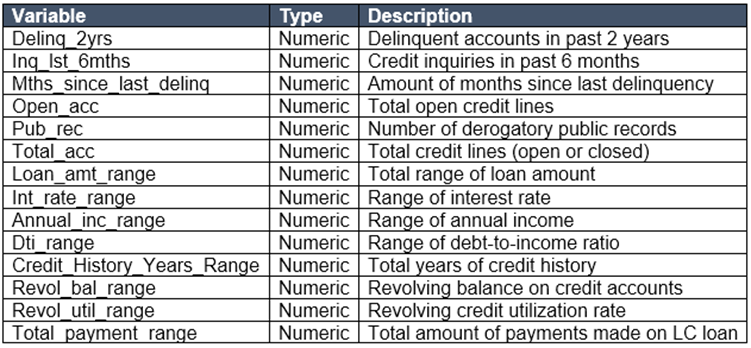 Variable Type Description
Delinq_2yrs Numeric Delinquent accounts in past 2 years
Inq_lst_6mths Numeric Credit inquiries in past 6 months
Mths_since_last_delinq Numeric Amount of months since last delinquency
Open_acc Numeric Total open credit lines
Pub_rec Numeric Number of derogatory public records
Total_acc Numeric Total credit lines (open or closed)
Loan_amt_range Numeric Total range of loan amount
Int_rate_range Numeric Range of interest rate
Annual_inc_range Numeric Range of annual income
Dti_range Numeric Range of debt-to-income ratio
Credit_History_Years_Range Numeric Total years of credit history
Revol_bal_range Numeric Revolving balance on credit accounts
Revol_util_range Numeric Revolving credit utilization rate
Total_payment_range Numeric Total amount of payments made on LC loan